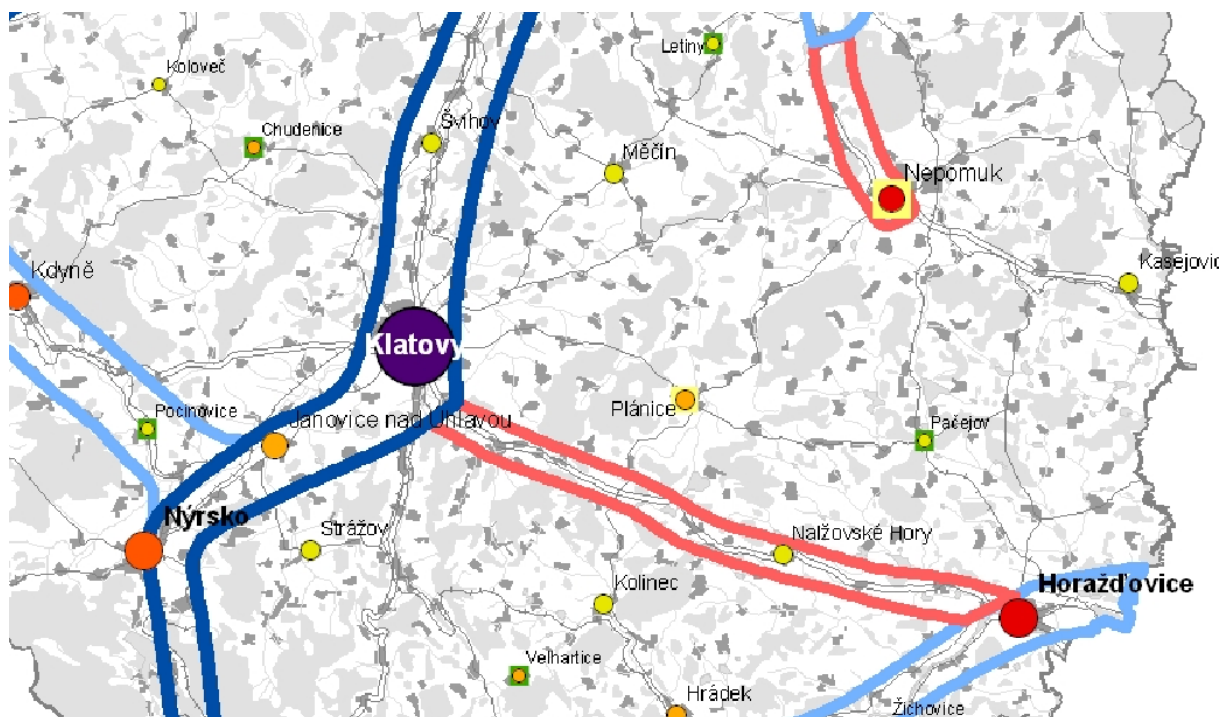 Letiny
Koloveč
Chudenice
Švihov
Měčín
Nepomuk
Kasejovic
Kdyně
Klatovy
Plánice
Pocinovice
Janovice nad Úhlavou
Pačejov
Nýrsko
Strážov
Nalžovské Hory
Kolinec
Horažďovice
Velhartice
Hrádek
Žichovice